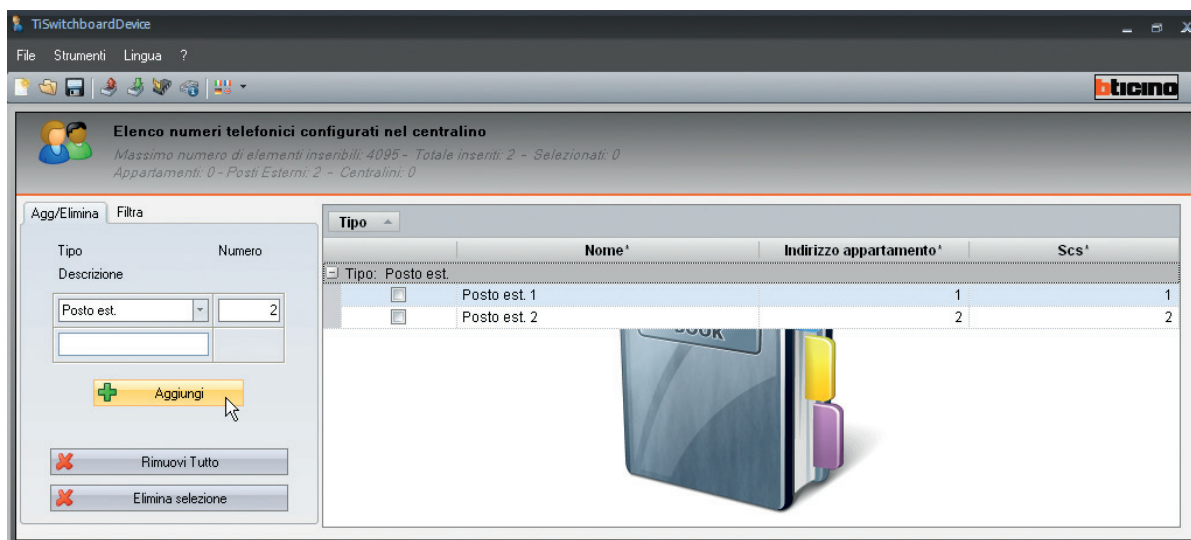 TiSwitchboardDevice
File Strumenti Lingua ?
bticino
Elenco numeri telefonici configurati nel centralino
Massimo numero di elementi inseribili: 4095 - Totale inseriti: 2 - Selezionati: 0
Appartamenti: 0 - Posti Esterni: 2 - Centralini: 0
Agg/Elimina Filtra
Tipo
Tipo Numero
Nome* Indirizzo appartamento* Scs*
Descrizione
Tipo: Posto est.
Posto est. 1 1 1
Posto est. 2
Posto est. 2 2 2
BOOK
Aggiungi
Rimuovi Tutto
Elimina selezione